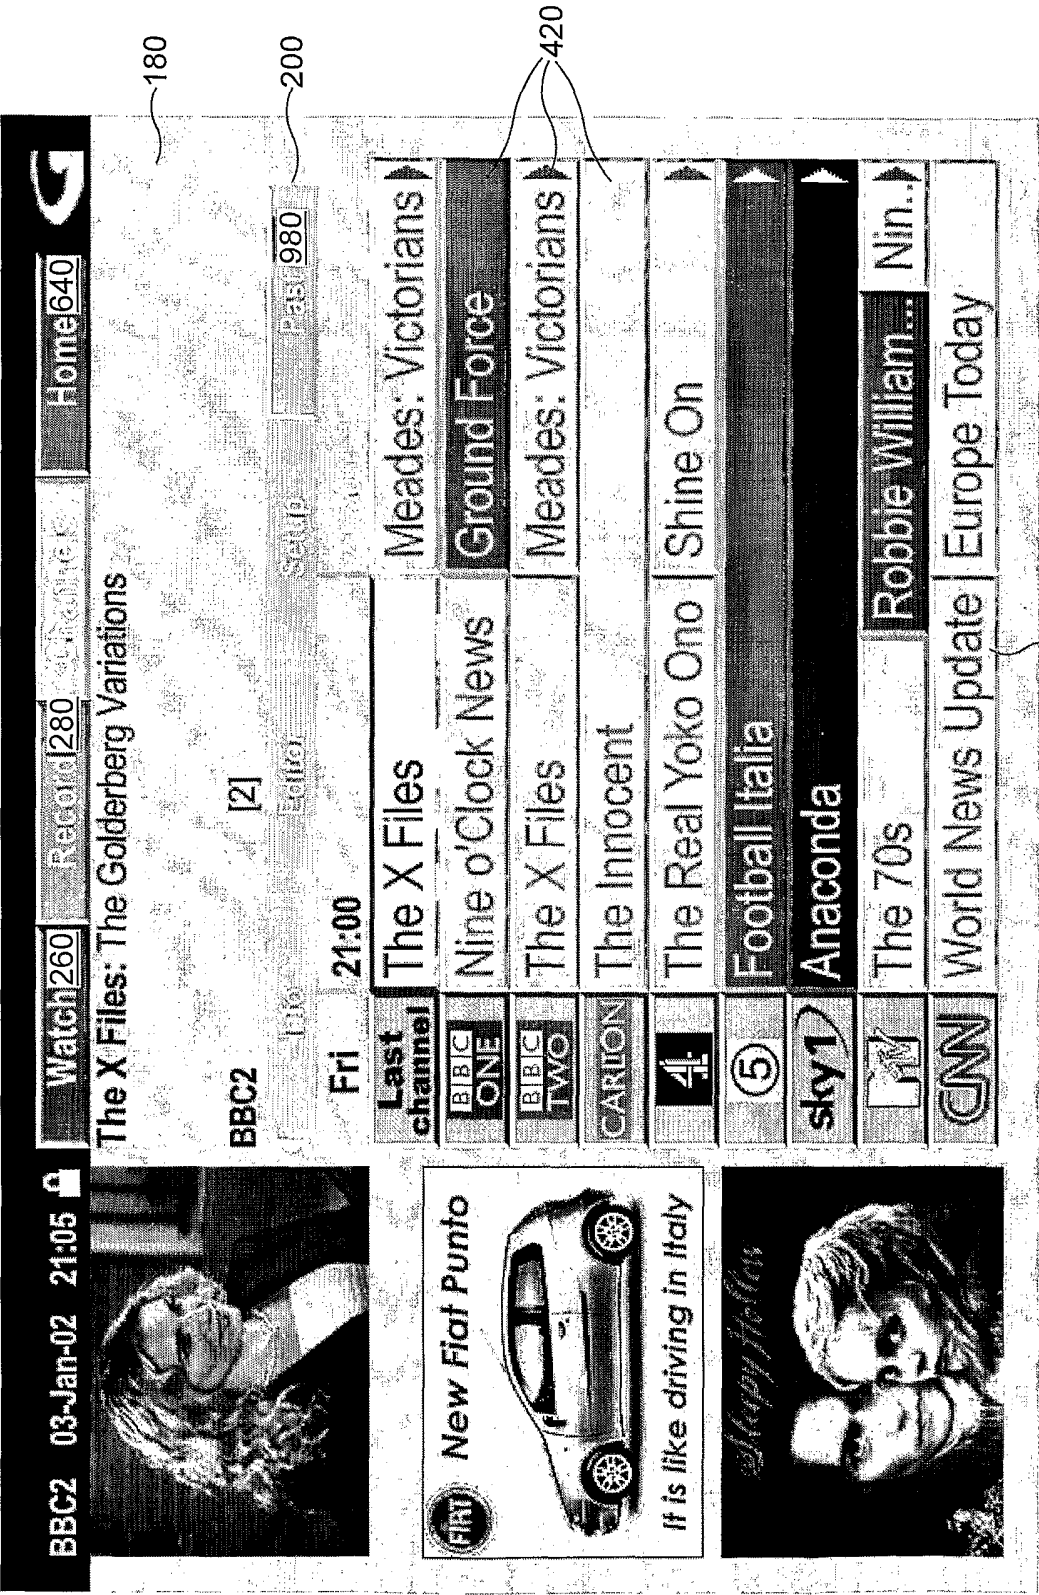 BBC2 03-Jan-02 21:05
Watch 260 Record 280 Planner Home 640
The X Files: The Golderberg Variations
180
BBC2 [2]
Info Editor Setup Past 980
200
Fri 21:00
Last channel The X Files Meades: Victorians
BBC ONE Nine o'Clock News Ground Force
420
BBC TWO The X Files Meades: Victorians
CARLTON The Innocent
4 The Real Yoko Ono Shine On
5 Football Italia
sky1 Anaconda
MTV The 70s Robbie William... Nin..
CNN World News Update Europe Today
FIAT New Fiat Punto
It is like driving in Italy